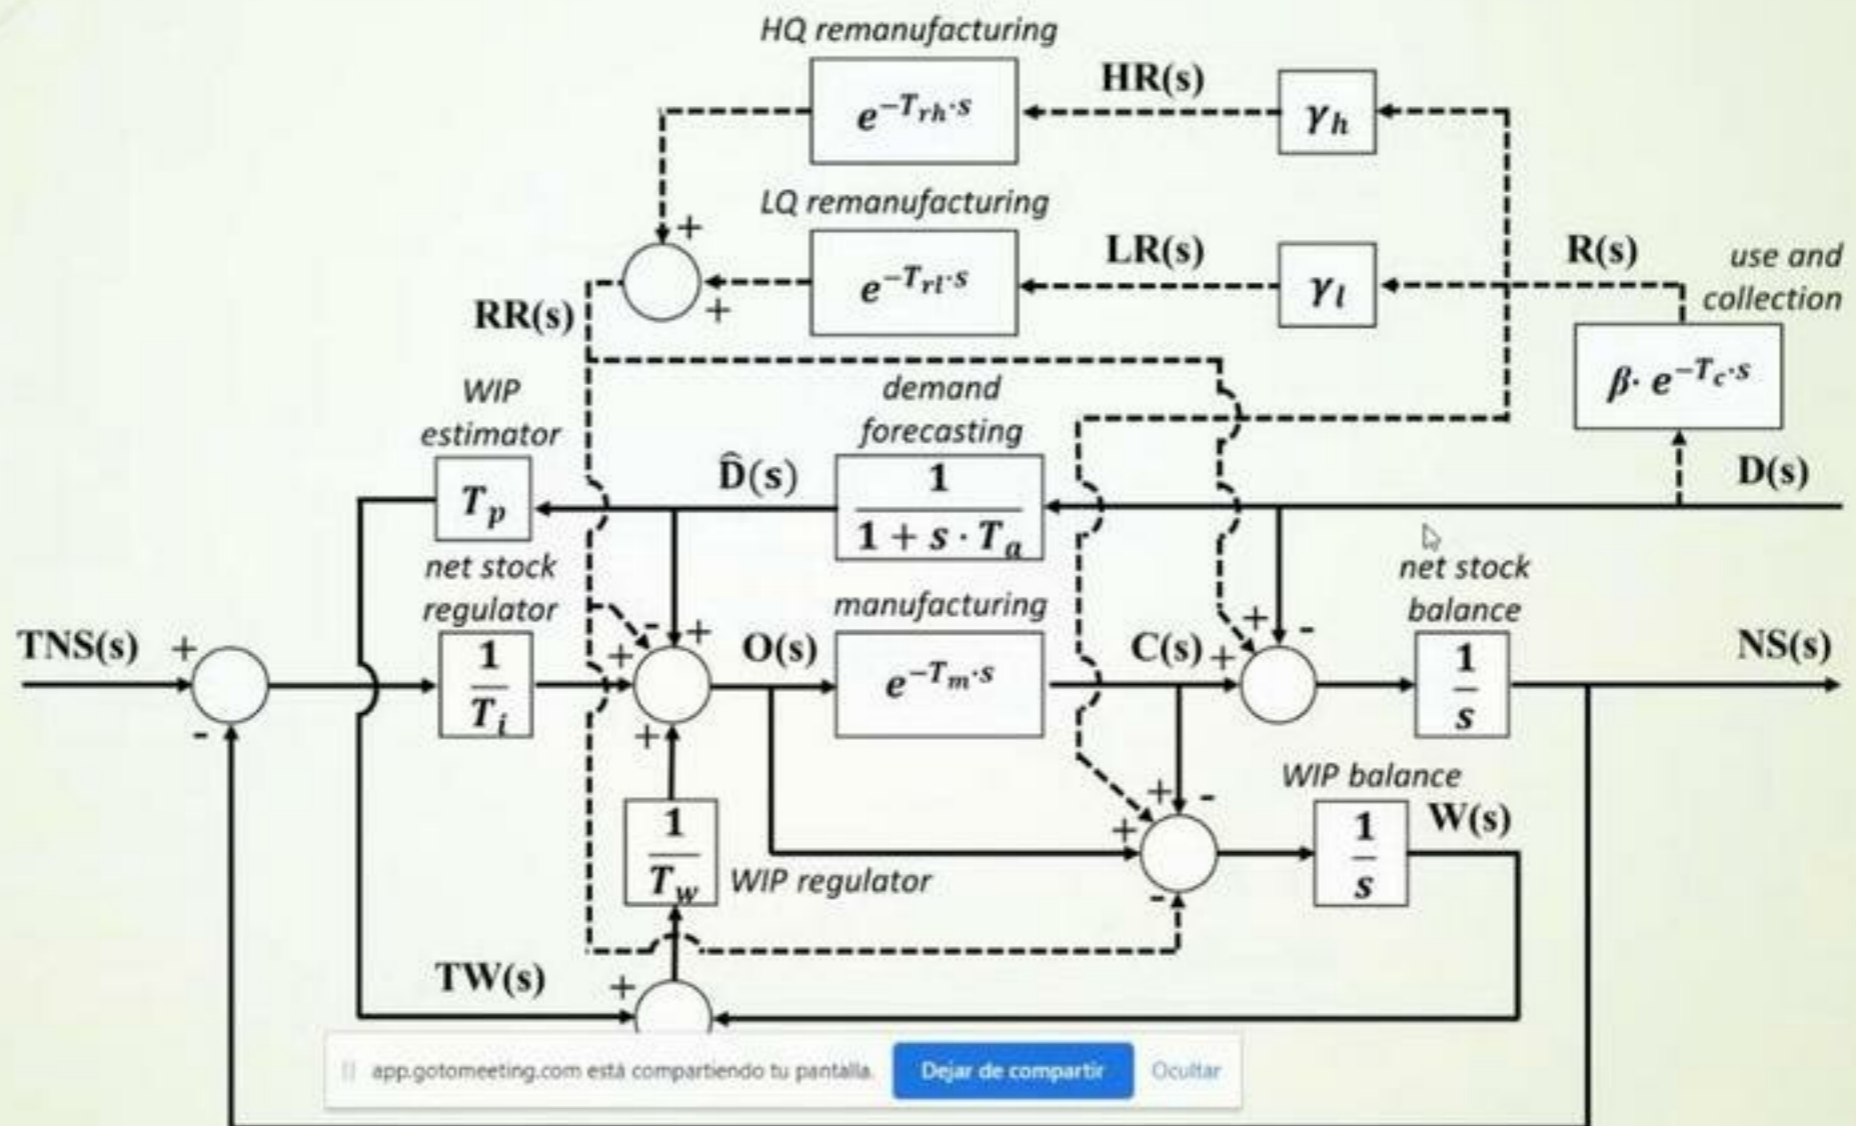 HQ remanufacturing
e^{-T_{rh}·s}
HR(s)
γ_h
+
LQ remanufacturing
e^{-T_{rl}·s}
LR(s)
γ_l
R(s)
use and
collection
+
RR(s)
β· e^{-T_c·s}
WIP
estimator
T_p
D̂(s)
demand
forecasting
1
1 + s · T_a
D(s)
net stock
regulator
1
T_i
manufacturing
e^{-T_m·s}
net stock
balance
1
s
TNS(s)
+
-
-
+
+
+
O(s)
C(s)
+
+
-
NS(s)
1
T_w
WIP regulator
+
-
+
-
WIP balance
1
s
W(s)
TW(s)
+
app.gotomeeting.com está compartiendo tu pantalla.
Dejar de compartir
Ocultar